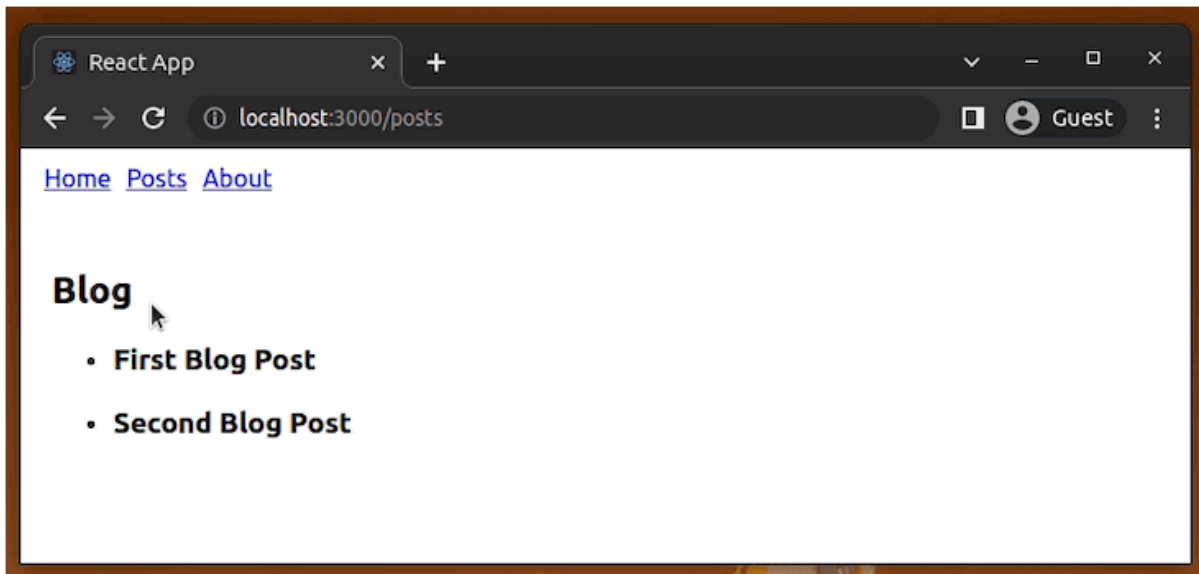 React App
localhost:3000/posts
Guest
Home Posts About
Blog
First Blog Post
Second Blog Post